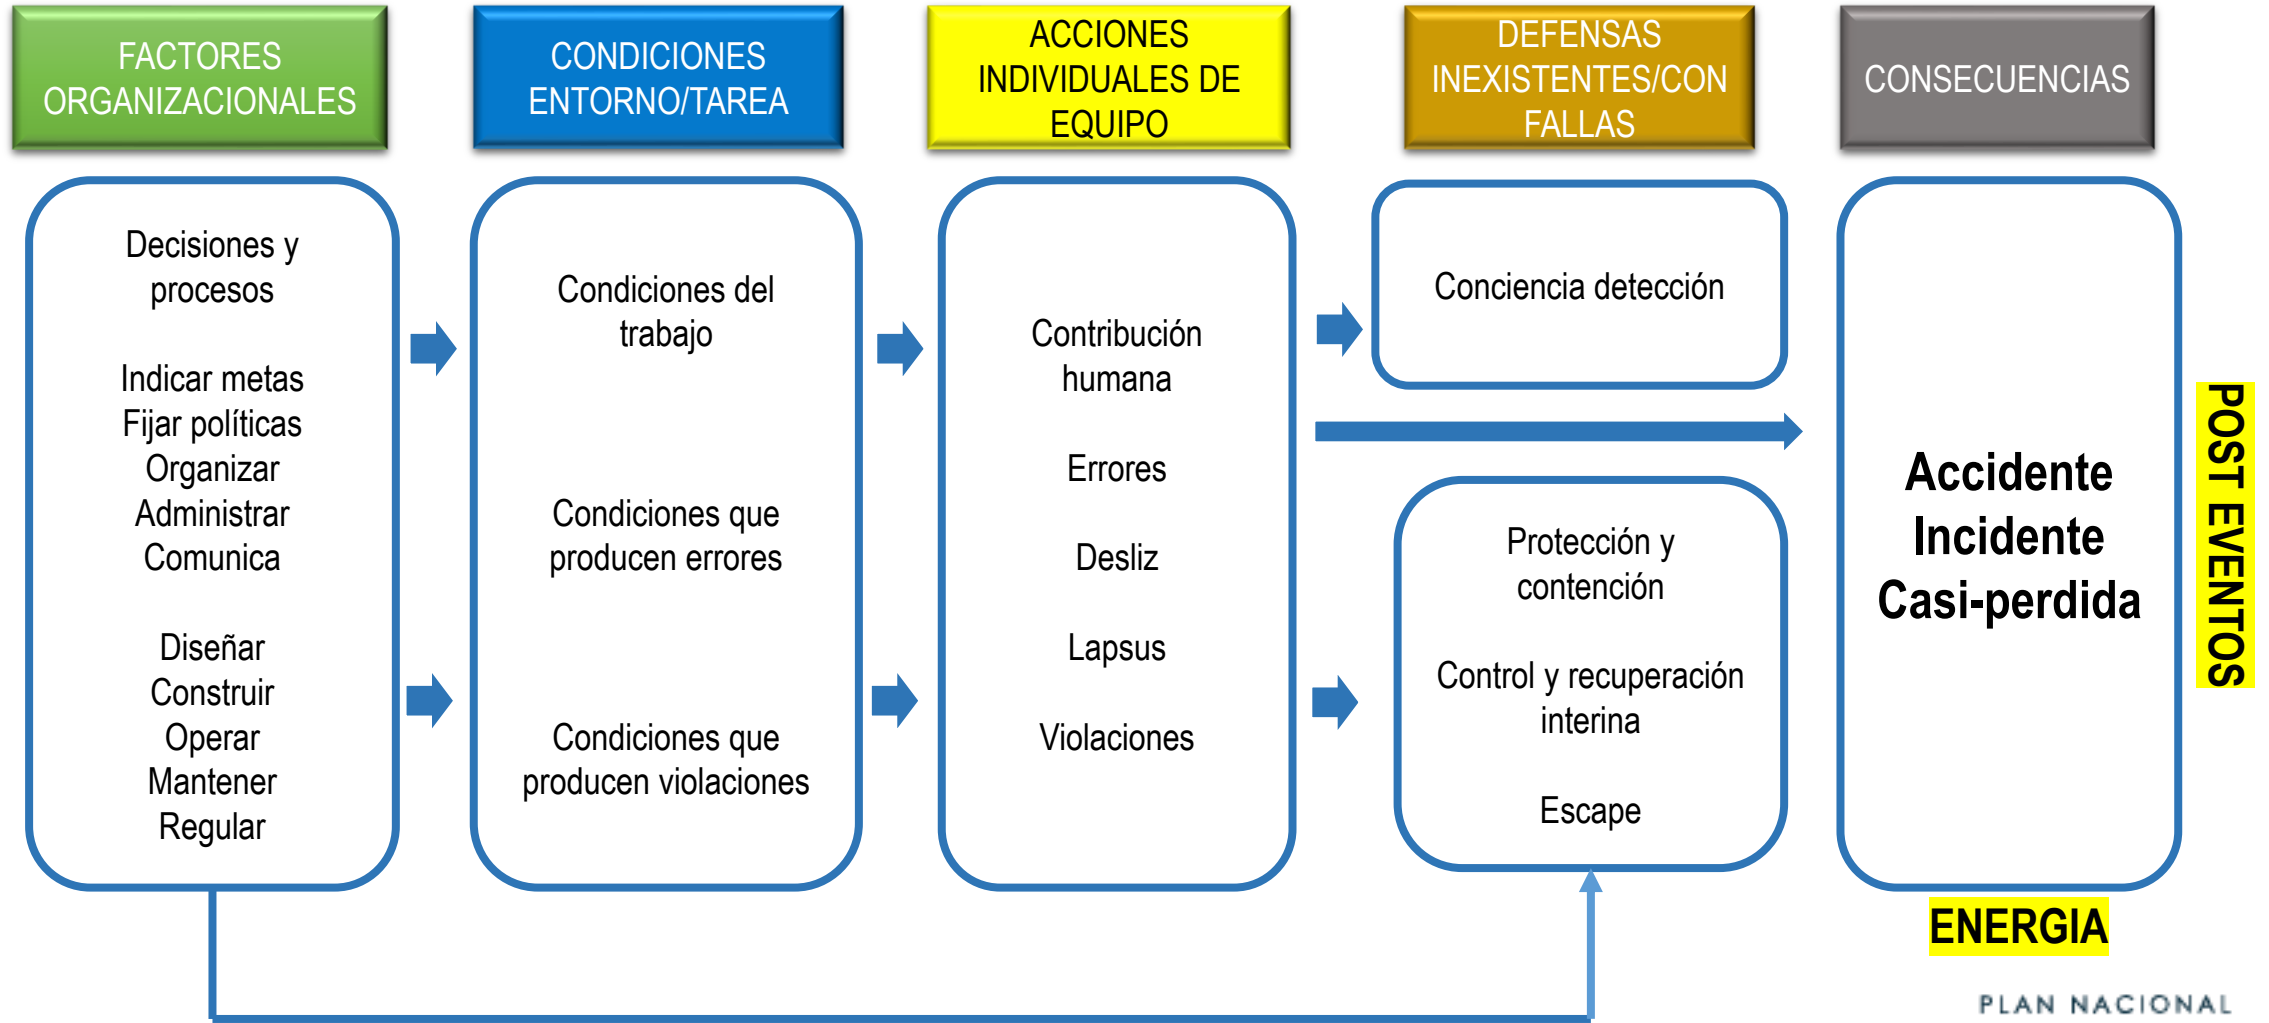 FACTORES
ORGANIZACIONALES
CONDICIONES
ENTORNO/TAREA
ACCIONES
INDIVIDUALES DE
EQUIPO
DEFENSAS
INEXISTENTES/CON
FALLAS
CONSECUENCIAS
Decisiones y
procesos
Indicar metas
Fijar políticas
Organizar
Administrar
Comunica
Diseñar
Construir
Operar
Mantener
Regular
Condiciones del
trabajo
Condiciones que
producen errores
Condiciones que
producen violaciones
Contribución
humana
Errores
Desliz
Lapsus
Violaciones
Conciencia detección
Protección y
contención
Control y recuperación
interina
Escape
Accidente
Incidente
Casi-perdida
POST EVENTOS
ENERGIA
PLAN NACIONAL